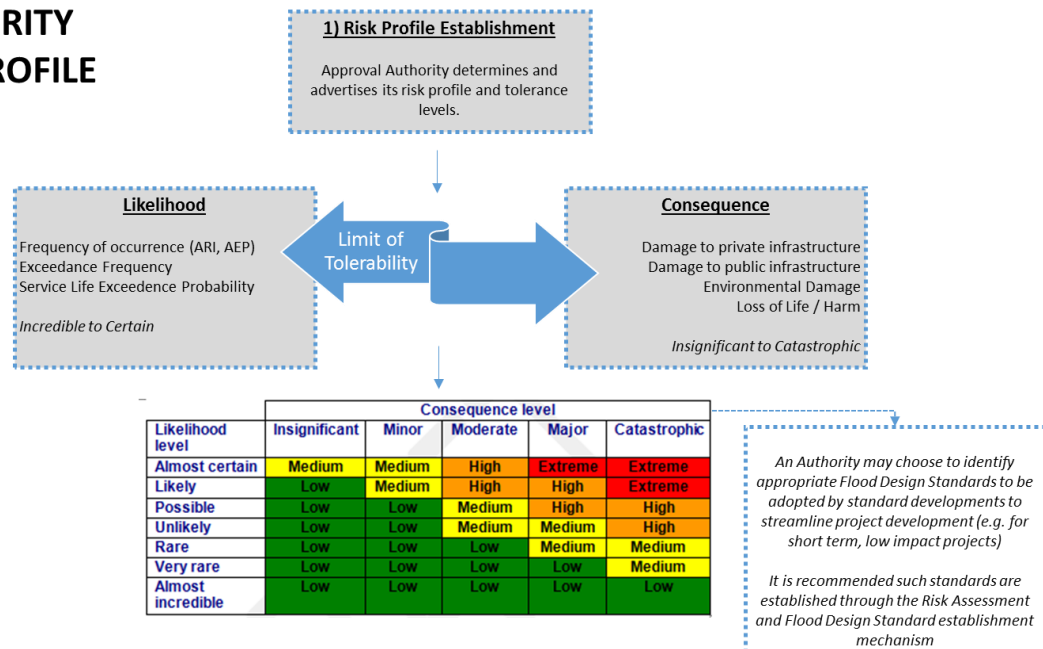 RITY
ROFILE
1) Risk Profile Establishment
Approval Authority determines and
advertises its risk profile and tolerance
levels.
Likelihood
Frequency of occurrence (ARI, AEP)
Exceedance Frequency
Service Life Exceedence Probability
Incredible to Certain
Limit of
Tolerability
Consequence
Damage to private infrastructure
Damage to public infrastructure
Environmental Damage
Loss of Life / Harm
Insignificant to Catastrophic
Consequence level
Likelihood
level
Insignificant Minor Moderate Major Catastrophic
Almost certain Medium Medium High Extreme Extreme
Likely Low Medium High High Extreme
Possible Low Low Medium High High
Unlikely Low Low Medium Medium High
Rare Low Low Low Medium Medium
Very rare Low Low Low Low Medium
Almost
incredible
Low Low Low Low Low
An Authority may choose to identify
appropriate Flood Design Standards to be
adopted by standard developments to
streamline project development (e.g. for
short term, low impact projects)
It is recommended such standards are
established through the Risk Assessment
and Flood Design Standard establishment
mechanism